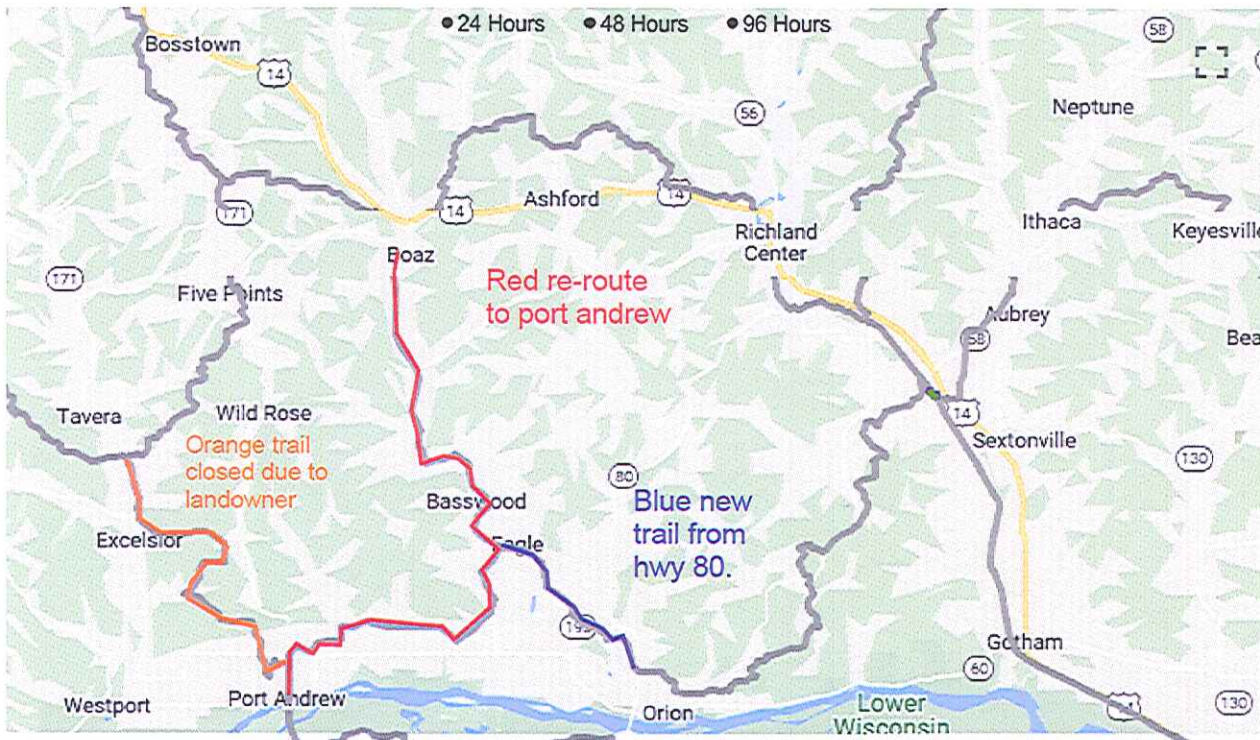 24 Hours 48 Hours 96 Hours
58
Bosstown
14
Neptune
56
Ashford
14
14
171
Ithaca
Richland
Center
Keyesville
Boaz
171
Five Points
Red re-route
to port andrew
Aubrey
58
Bea
Tavera
Wild Rose
14
Orange trail
closed due to
landowner
Sextonville
130
80
Basswood
Blue new
trail from
hwy 80.
Excelsior
Eagle
193
Gotham
60
Westport
Port Andrew
Orion
Lower
Wisconsin
14
130